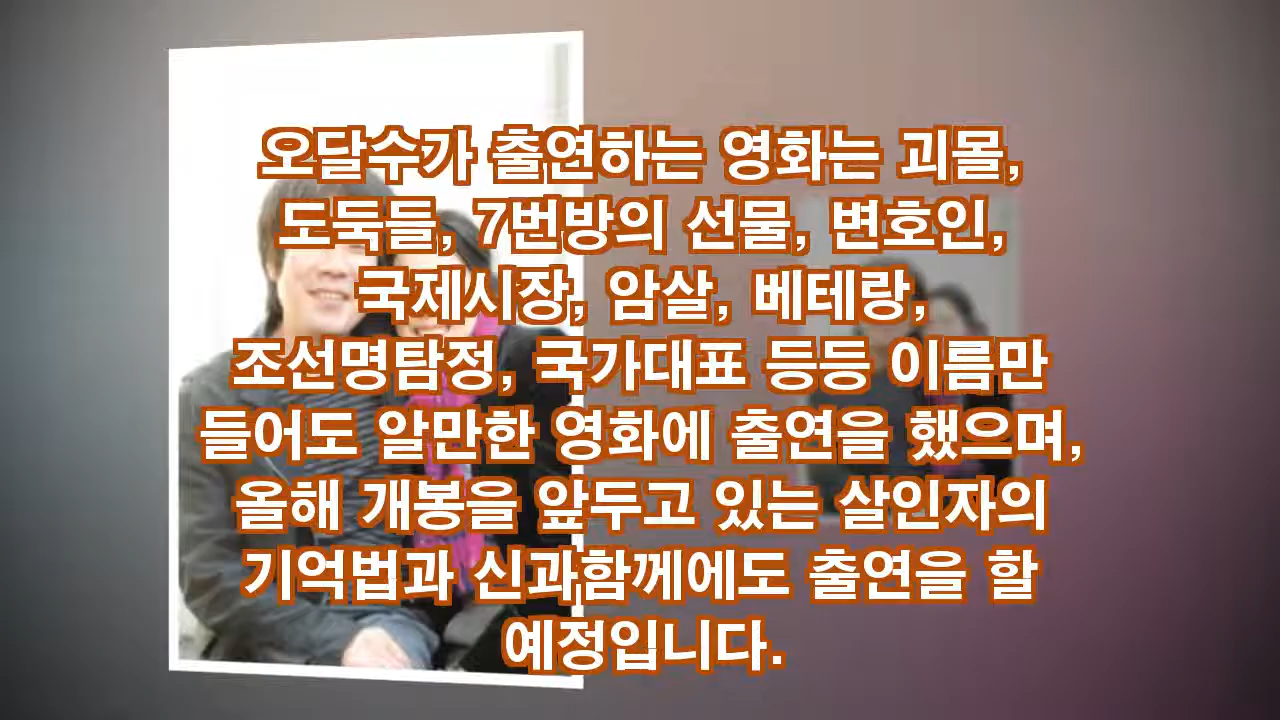 오달수가 출연하는 영화는 괴몰,
도둑들, 7번방의 선물, 변호인,
국제시장, 암살, 베테랑,
조선명탐정, 국가대표 등등 이름만
들어도 알만한 영화에 출연을 했으며,
올해 개봉을 앞두고 있는 살인자의
기억법과 신과함께에도 출연을 할
예정입니다.